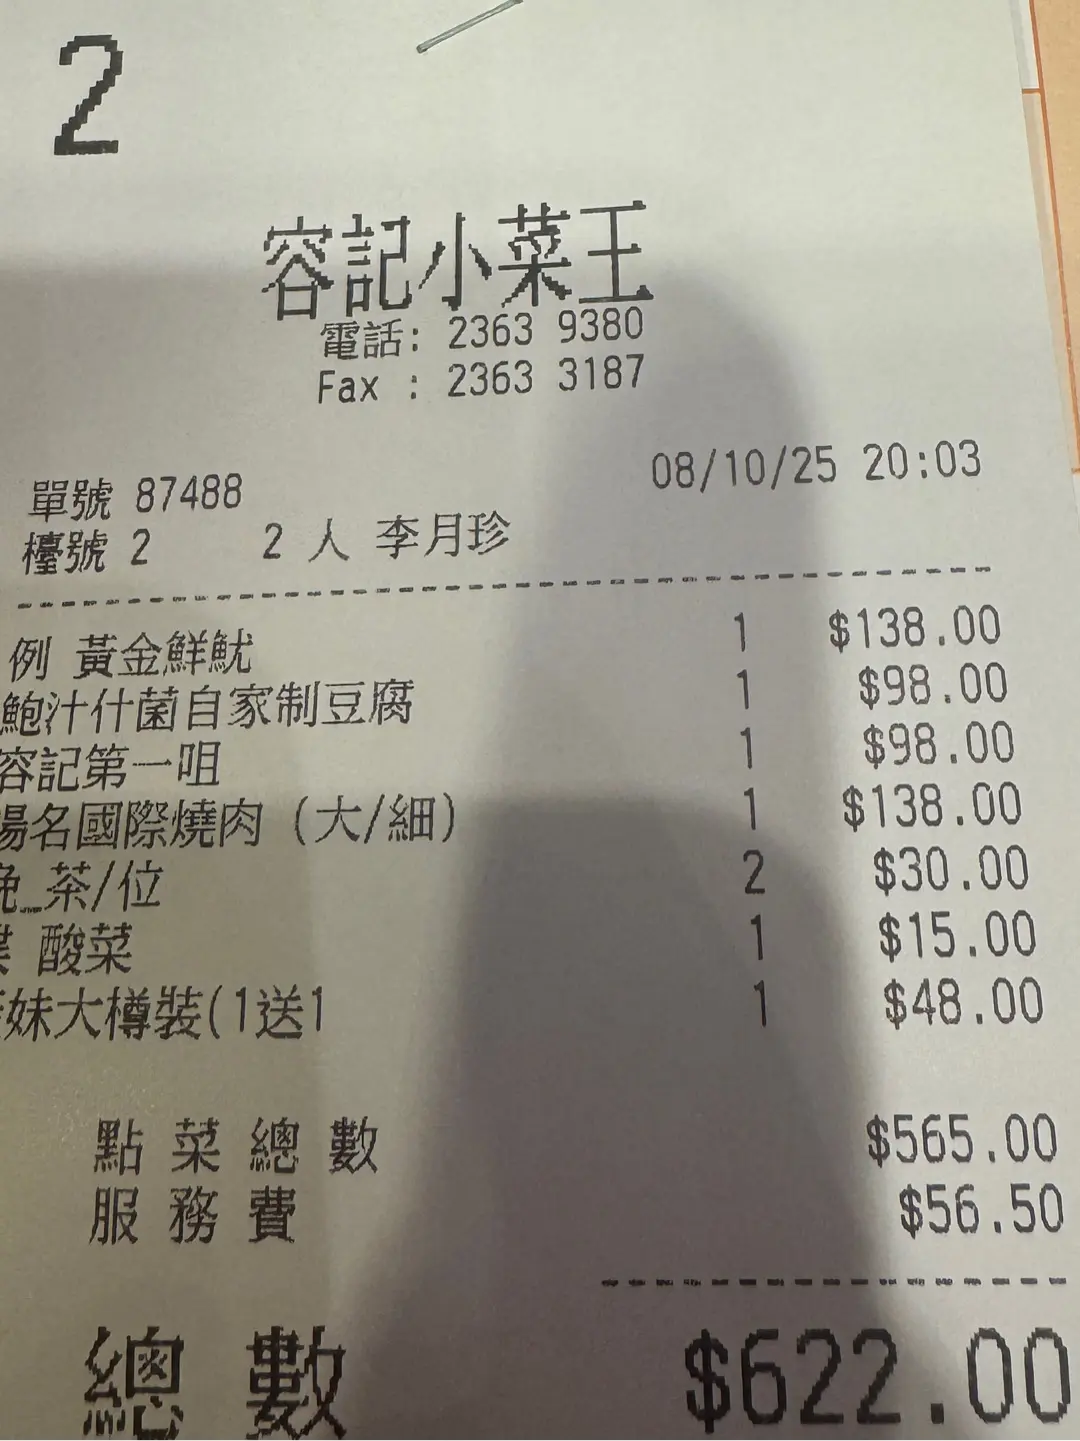 2
容記小菜王
電話: 2363 9380
Fax : 2363 3187
08/10/25 20:03
單號 87488
檯號 2 2 人 李月珍
例 黃金鮮魷 1 $138.00
鮑汁什菌自家制豆腐 1 $98.00
容記第一咀 1 $98.00
揚名國際燒肉 (大/細) 1 $138.00
晚_茶/位 2 $30.00
酸菜 1 $15.00
妹大樽裝(1送1 1 $48.00
點菜總數 $565.00
服務費 $56.50
總數 $622.00